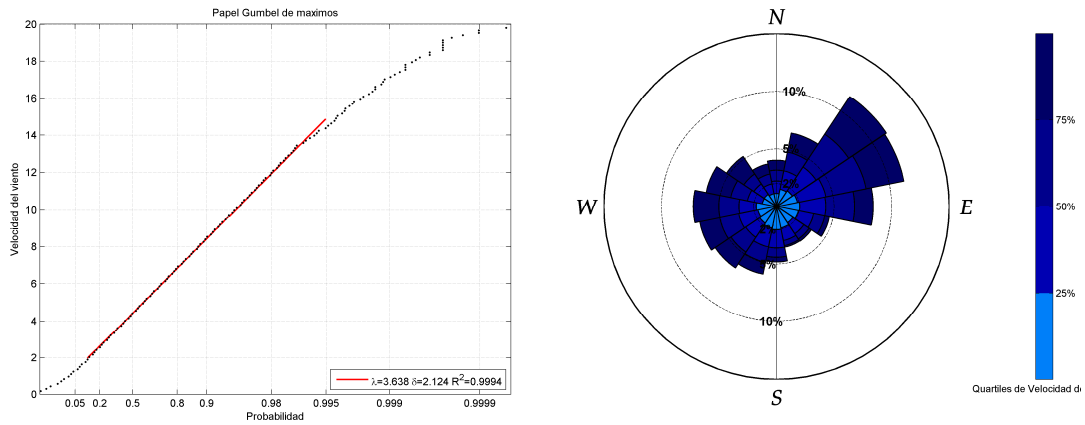 Papel Gumbel de maximos
Velocidad del viento
20
18
16
14
12
10
8
6
4
2
0
0.05 0.2 0.5 0.8 0.9 0.98 0.995 0.999 0.9999
Probabilidad
λ=3.638 δ=2.124 R²=0.9994
N
W
E
S
10%
5%
10%
75%
50%
25%
Quartiles de Velocidad de